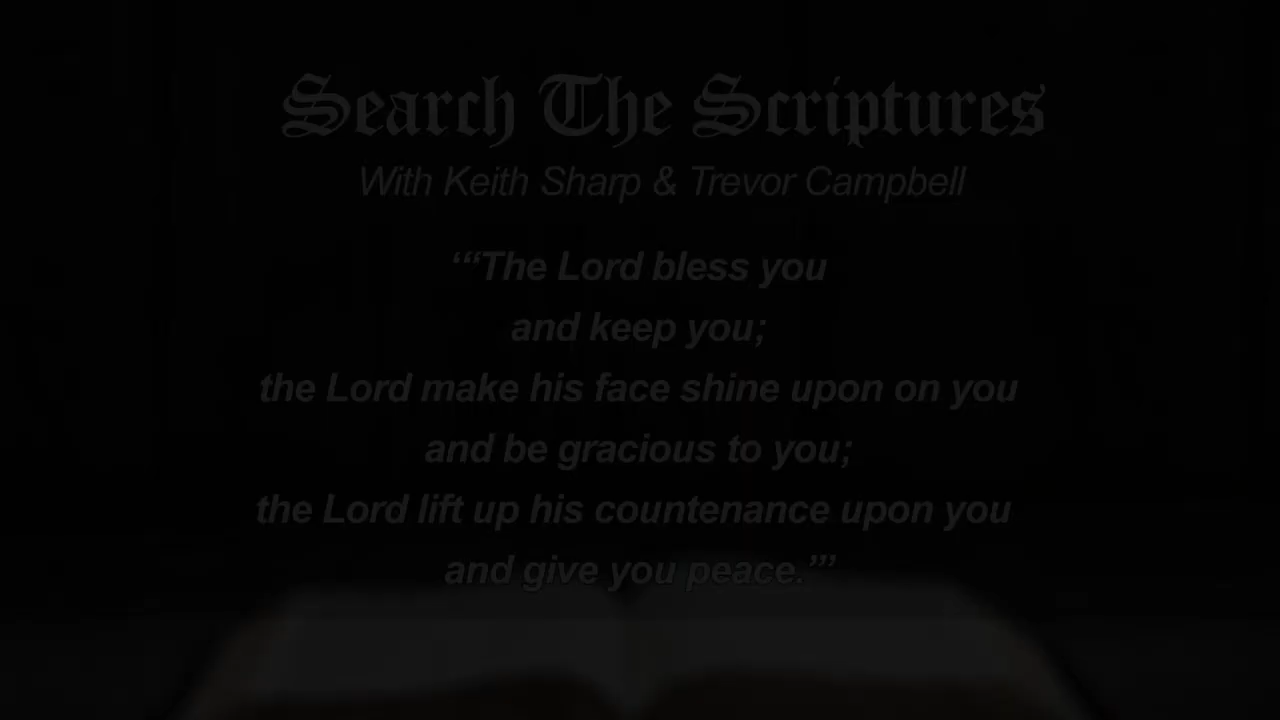 Search The Scriptures
With Keith Sharp & Trevor Campbell
‘“‘The Lord bless you
and keep you;
the Lord make his face shine upon on you
and be gracious to you;
the Lord lift up his countenance upon you
and give you peace.’”’